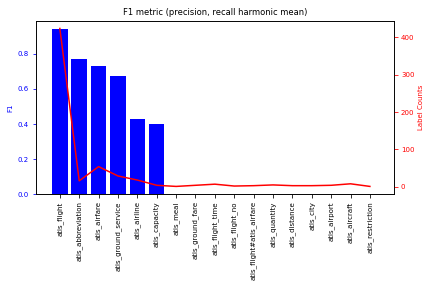 F1 metric (precision, recall harmonic mean)
F1
0.8
0.6
0.4
0.2
0.0
400
300
200
100
0
Label Counts
atis_flight
atis_abbreviation
atis_airfare
atis_ground_service
atis_airline
atis_capacity
atis_meal
atis_ground_fare
atis_flight_time
atis_flight_no
atis_flight#atis_airfare
atis_quantity
atis_distance
atis_city
atis_airport
atis_aircraft
atis_restriction